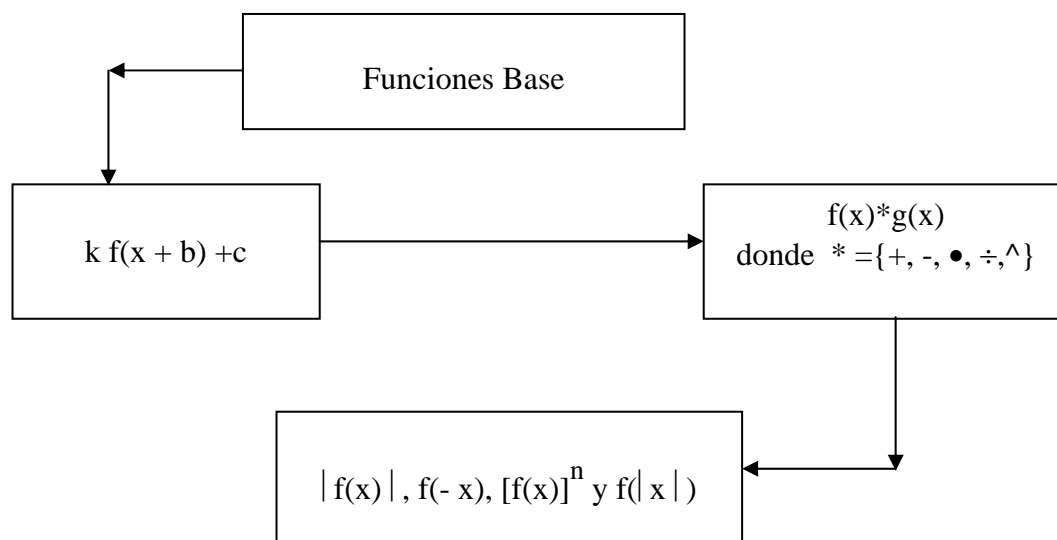 Funciones Base
k f(x + b) +c
f(x)*g(x)
donde * ={+, -, •, ÷,^}
|f(x)|, f(- x), [f(x)]^n y f(|x|)